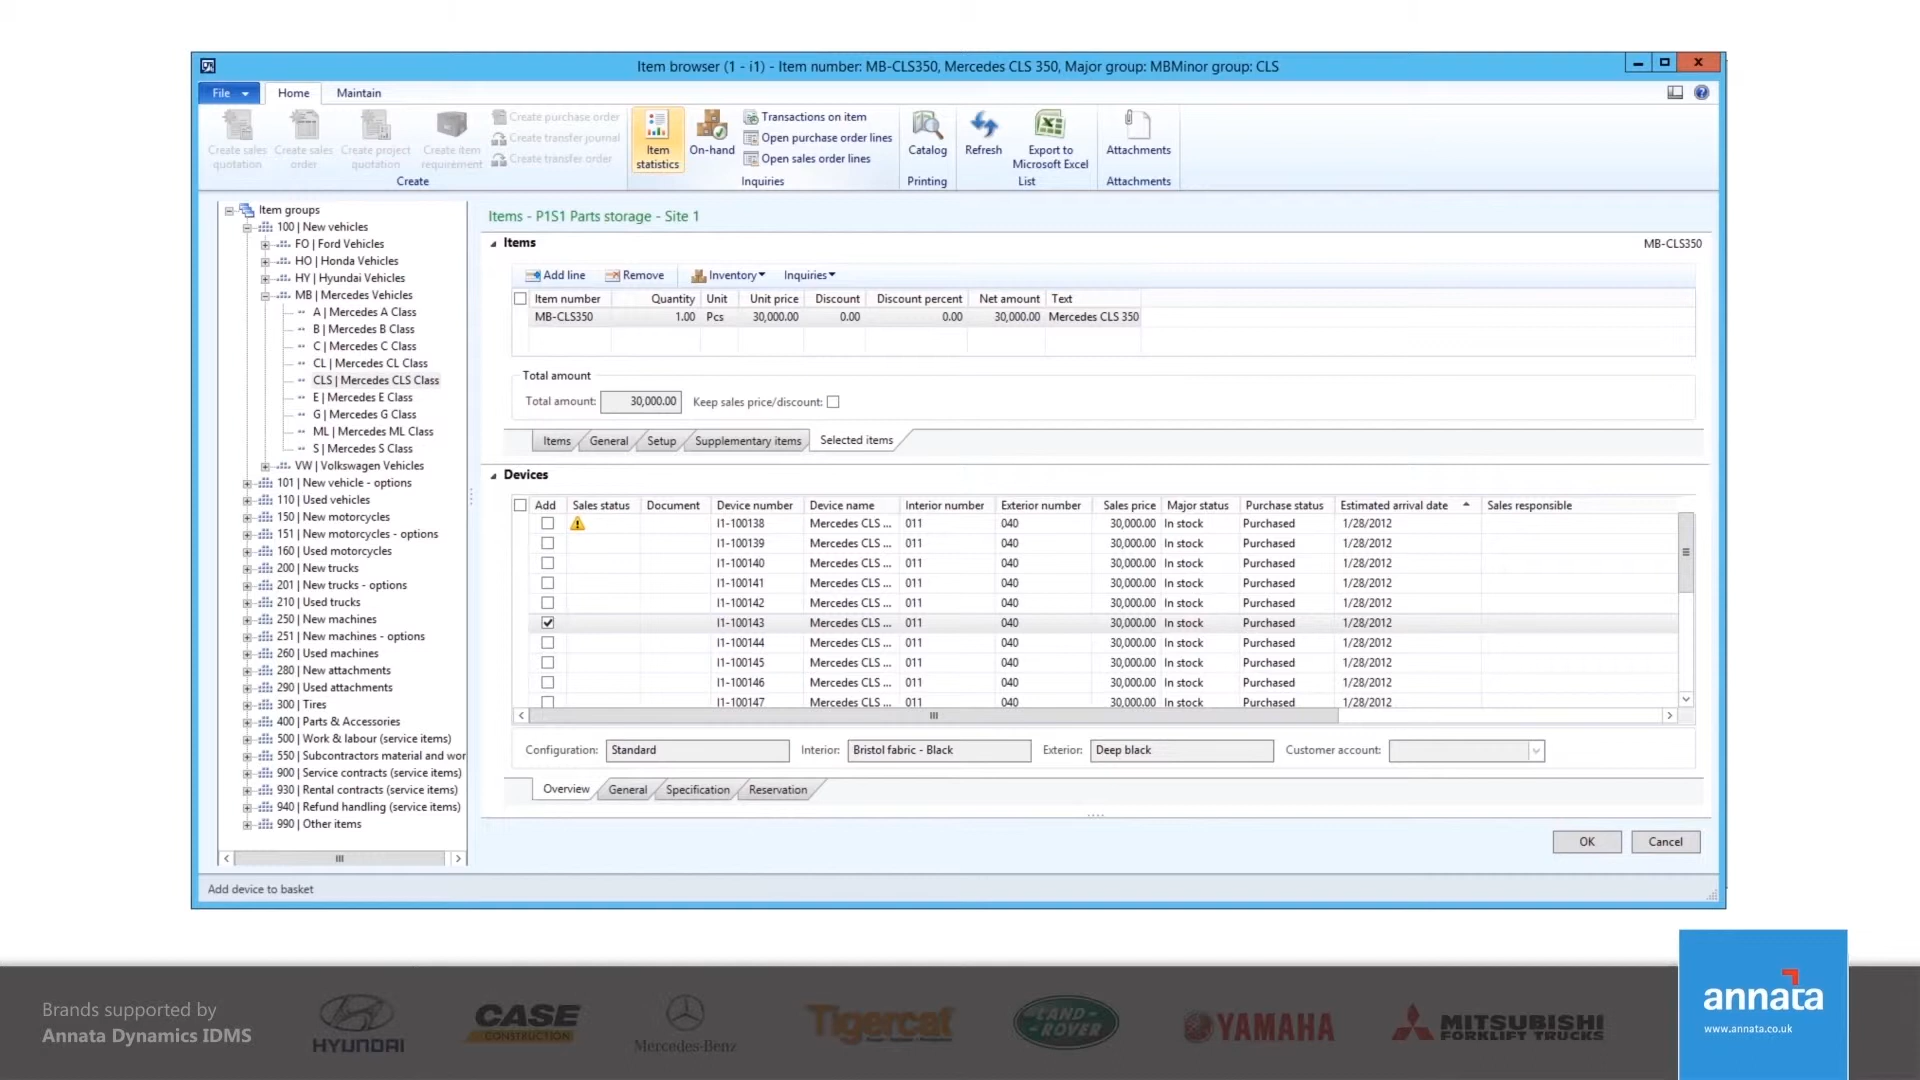 Item browser (1 - i1) - Item number: MB-CLS350, Mercedes CLS 350, Major group: MBMinor group: CLS
File Home Maintain
Create sales quotation
Create sales order
Create project quotation
Create item requirement
Create purchase order
Create transfer journal
Create transfer order
Create
Item statistics
On-hand
Transactions on item
Open purchase order lines
Open sales order lines
Inquiries
Catalog
Printing
Refresh
Export to Microsoft Excel
List
Attachments
Attachments
Item groups
100 | New vehicles
FO | Ford Vehicles
HO | Honda Vehicles
HY | Hyundai Vehicles
MB | Mercedes Vehicles
A | Mercedes A Class
B | Mercedes B Class
C | Mercedes C Class
CL | Mercedes CL Class
CLS | Mercedes CLS Class
E | Mercedes E Class
G | Mercedes G Class
ML | Mercedes ML Class
S | Mercedes S Class
VW | Volkswagen Vehicles
101 | New vehicle - options
110 | Used vehicles
150 | New motorcycles
151 | New motorcycles - options
160 | Used motorcycles
200 | New trucks
201 | New trucks - options
210 | Used trucks
250 | New machines
251 | New machines - options
260 | Used machines
280 | New attachments
290 | Used attachments
300 | Tires
400 | Parts & Accessories
500 | Work & labour (service items)
550 | Subcontractors material and wor
900 | Service contracts (service items)
930 | Rental contracts (service items)
940 | Refund handling (service items)
990 | Other items
Items - P1S1 Parts storage - Site 1
Items MB-CLS350
Add line Remove Inventory Inquiries
Item number Quantity Unit Unit price Discount Discount percent Net amount Text
MB-CLS350 1.00 Pcs 30,000.00 0.00 0.00 30,000.00 Mercedes CLS 350
Total amount
Total amount: 30,000.00 Keep sales price/discount:
Items General Setup Supplementary items Selected items
Devices
Add Sales status Document Device number Device name Interior number Exterior number Sales price Major status Purchase status Estimated arrival date Sales responsible
I1-100138 Mercedes CLS ... 011 040 30,000.00 In stock Purchased 1/28/2012
I1-100139 Mercedes CLS ... 011 040 30,000.00 In stock Purchased 1/28/2012
I1-100140 Mercedes CLS ... 011 040 30,000.00 In stock Purchased 1/28/2012
I1-100141 Mercedes CLS ... 011 040 30,000.00 In stock Purchased 1/28/2012
I1-100142 Mercedes CLS ... 011 040 30,000.00 In stock Purchased 1/28/2012
I1-100143 Mercedes CLS ... 011 040 30,000.00 In stock Purchased 1/28/2012
I1-100144 Mercedes CLS ... 011 040 30,000.00 In stock Purchased 1/28/2012
I1-100145 Mercedes CLS ... 011 040 30,000.00 In stock Purchased 1/28/2012
I1-100146 Mercedes CLS ... 011 040 30,000.00 In stock Purchased 1/28/2012
I1-100147 Mercedes CLS ... 011 040 30,000.00 In stock Purchased 1/28/2012
Configuration: Standard Interior: Bristol fabric - Black Exterior: Deep black Customer account:
Overview General Specification Reservation
OK Cancel
Add device to basket
Brands supported by
Annata Dynamics IDMS
HYUNDAI
CASE
CONSTRUCTION
Mercedes-Benz
Tigercat
LAND-
ROVER
YAMAHA
MITSUBISHI
FORKLIFT TRUCKS
annata
www.annata.co.uk